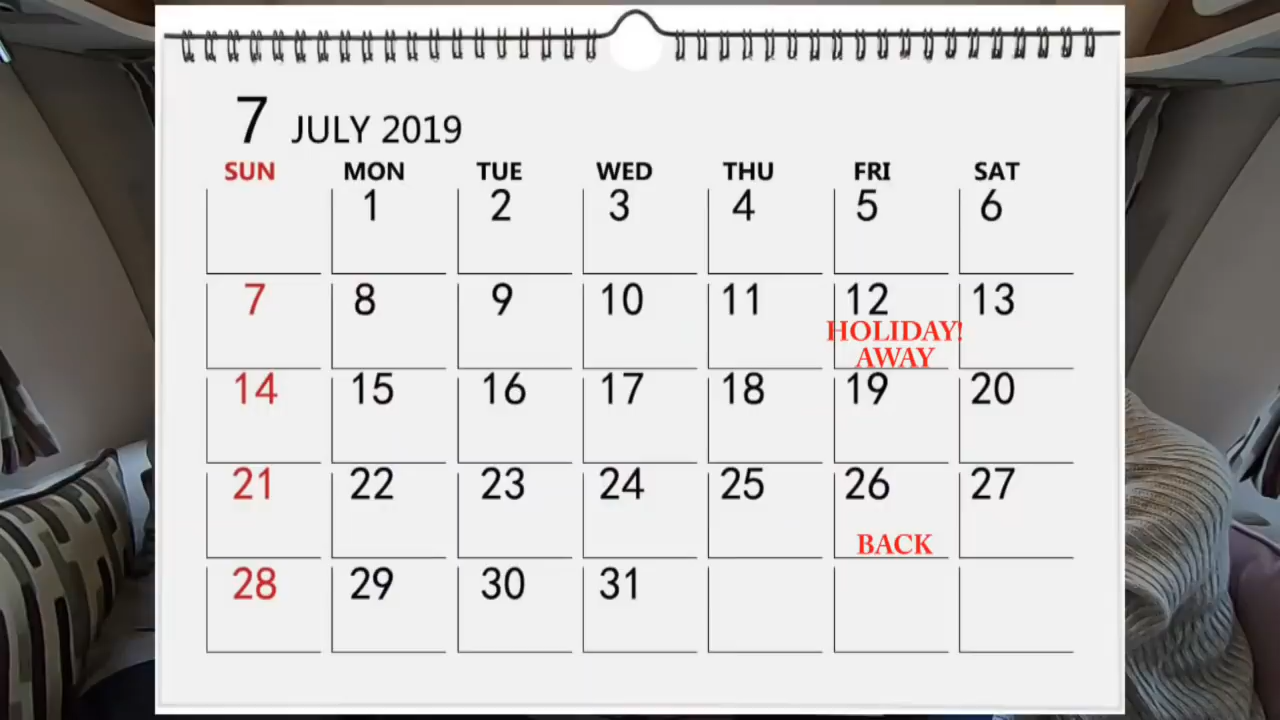 7 JULY 2019
SUN MON TUE WED THU FRI SAT
1 2 3 4 5 6
7 8 9 10 11 12 13
HOLIDAY!
AWAY
14 15 16 17 18 19 20
21 22 23 24 25 26 27
BACK
28 29 30 31